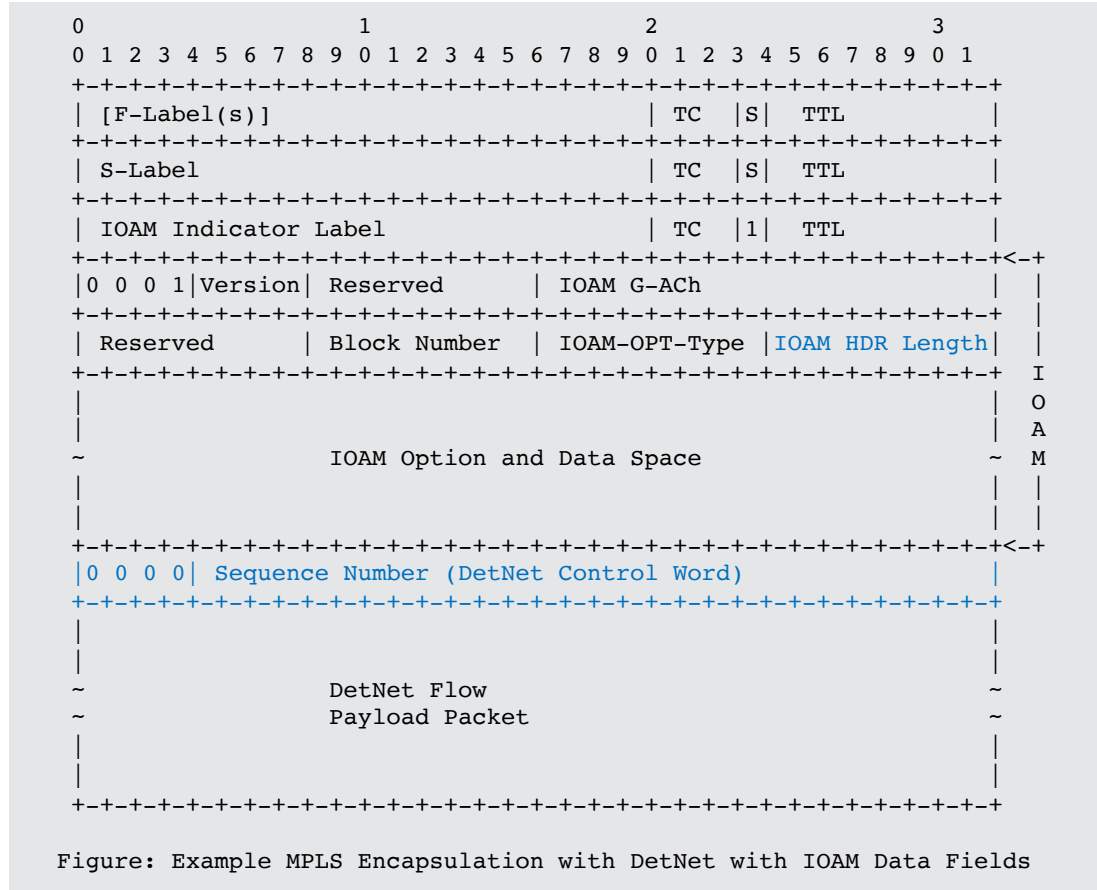 0                   1                   2                   3
0 1 2 3 4 5 6 7 8 9 0 1 2 3 4 5 6 7 8 9 0 1 2 3 4 5 6 7 8 9 0 1
+-+-+-+-+-+-+-+-+-+-+-+-+-+-+-+-+-+-+-+-+-+-+-+-+-+-+-+-+-+-+-+-+
| [F-Label(s)]                          | TC  |S|  TTL          |
+-+-+-+-+-+-+-+-+-+-+-+-+-+-+-+-+-+-+-+-+-+-+-+-+-+-+-+-+-+-+-+-+
| S-Label                               | TC  |S|  TTL          |
+-+-+-+-+-+-+-+-+-+-+-+-+-+-+-+-+-+-+-+-+-+-+-+-+-+-+-+-+-+-+-+-+
| IOAM Indicator Label                  | TC  |1|  TTL          |
+-+-+-+-+-+-+-+-+-+-+-+-+-+-+-+-+-+-+-+-+-+-+-+-+-+-+-+-+-+-+-+-+<-+
|0 0 0 1|Version| Reserved      | IOAM G-ACh                    |  |
+-+-+-+-+-+-+-+-+-+-+-+-+-+-+-+-+-+-+-+-+-+-+-+-+-+-+-+-+-+-+-+-+  |
| Reserved      | Block Number  | IOAM-OPT-Type |IOAM HDR Length|  |
+-+-+-+-+-+-+-+-+-+-+-+-+-+-+-+-+-+-+-+-+-+-+-+-+-+-+-+-+-+-+-+-+  I
|                                                               |  O
|                                                               |  A
~                 IOAM Option and Data Space                    ~  M
|                                                               |  |
|                                                               |  |
+-+-+-+-+-+-+-+-+-+-+-+-+-+-+-+-+-+-+-+-+-+-+-+-+-+-+-+-+-+-+-+-+<-+
|0 0 0 0| Sequence Number (DetNet Control Word)                 |
+-+-+-+-+-+-+-+-+-+-+-+-+-+-+-+-+-+-+-+-+-+-+-+-+-+-+-+-+-+-+-+-+
|                                                               |
|                                                               |
~                 DetNet Flow                                   ~
~                 Payload Packet                                ~
|                                                               |
|                                                               |
+-+-+-+-+-+-+-+-+-+-+-+-+-+-+-+-+-+-+-+-+-+-+-+-+-+-+-+-+-+-+-+-+
Figure: Example MPLS Encapsulation with DetNet with IOAM Data Fields